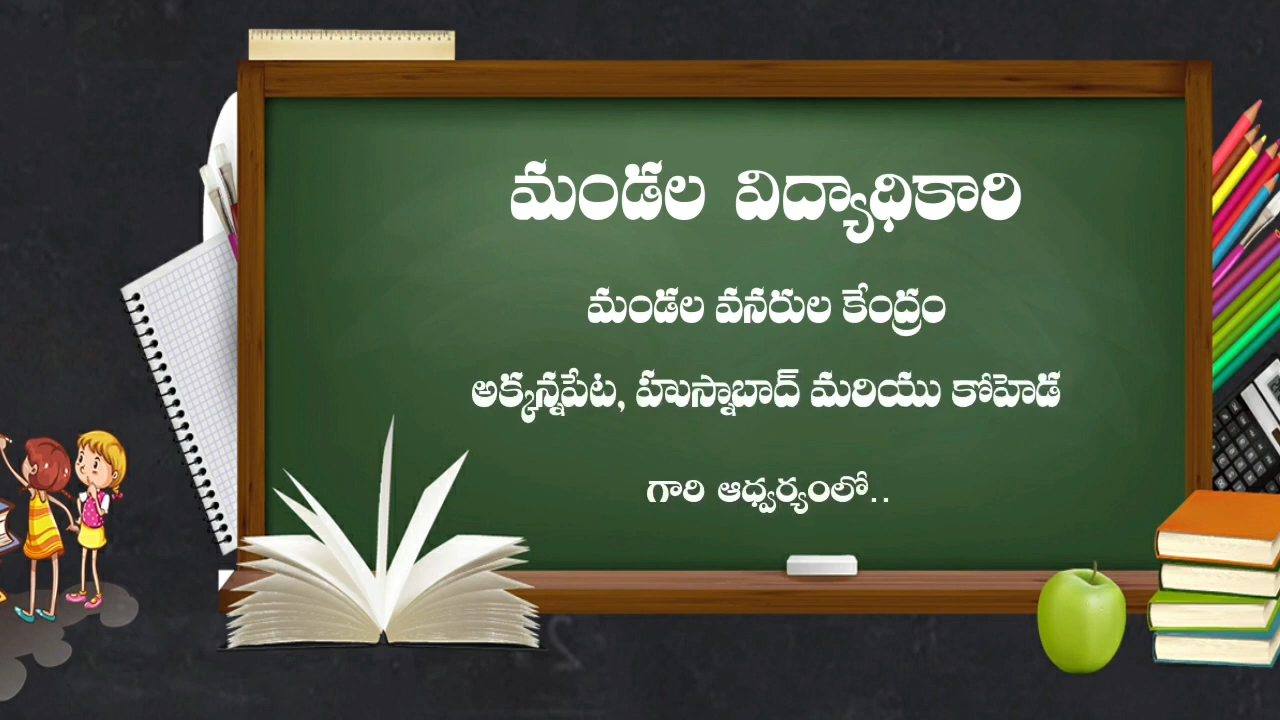 మండల విద్యాధికారి
మండల వనరుల కేంద్రం
అక్కన్నపేట, హుస్నాబాద్ మరియు కోహెడ
గారి ఆధ్వర్యంలో..